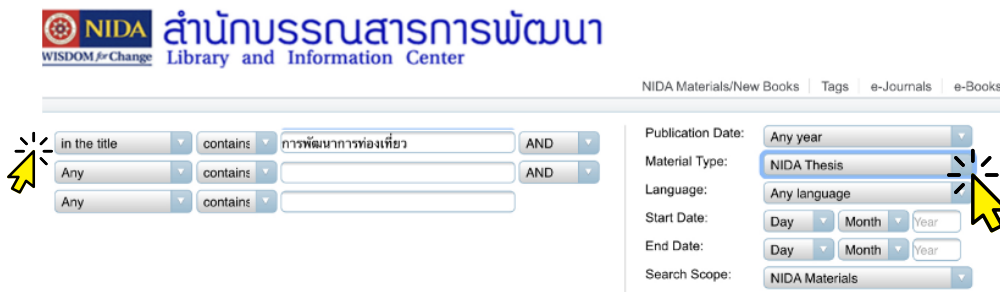 NIDA
WISDOM for Change
สำนักบรรณสารการพัฒนา
Library and Information Center
NIDA Materials/New Books Tags e-Journals e-Books
in the title contains การพัฒนาการท่องเที่ยว AND
Any contains AND
Any contains
Publication Date: Any year
Material Type: NIDA Thesis
Language: Any language
Start Date: Day Month Year
End Date: Day Month Year
Search Scope: NIDA Materials